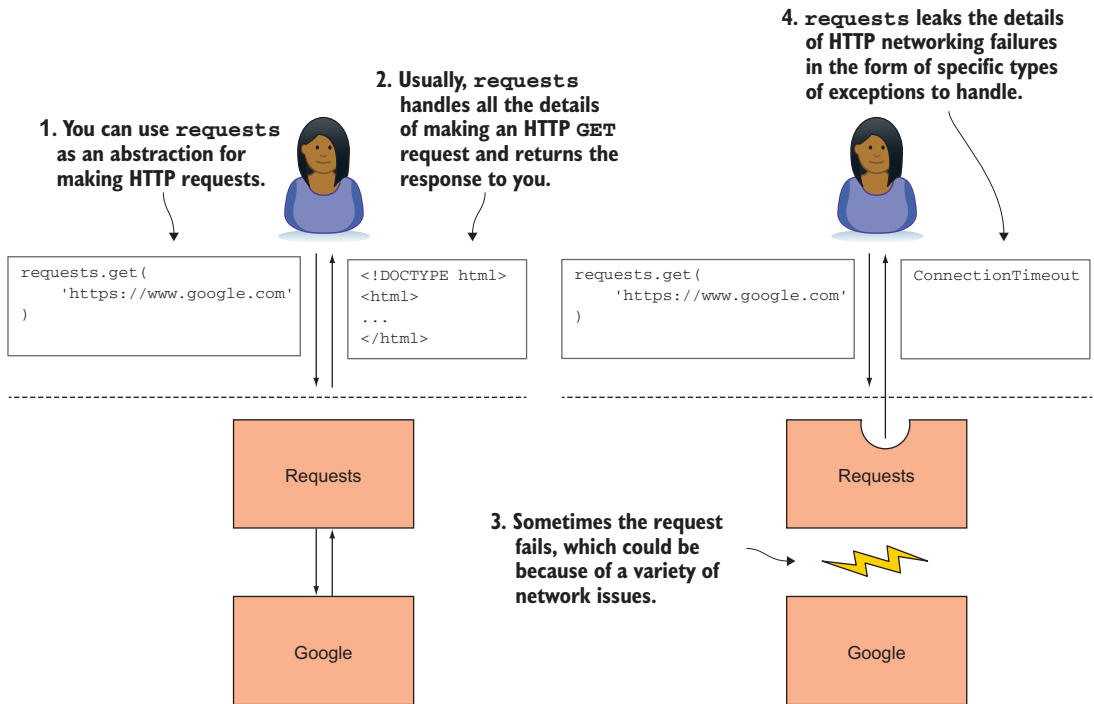 1. You can use requests
as an abstraction for
making HTTP requests.
2. Usually, requests
handles all the details
of making an HTTP GET
request and returns the
response to you.
requests.get(
'https://www.google.com'
)
<!DOCTYPE html>
<html>
...
</html>
Requests
Google
4. requests leaks the details
of HTTP networking failures
in the form of specific types
of exceptions to handle.
requests.get(
'https://www.google.com'
)
ConnectionTimeout
Requests
3. Sometimes the request
fails, which could be
because of a variety of
network issues.
Google